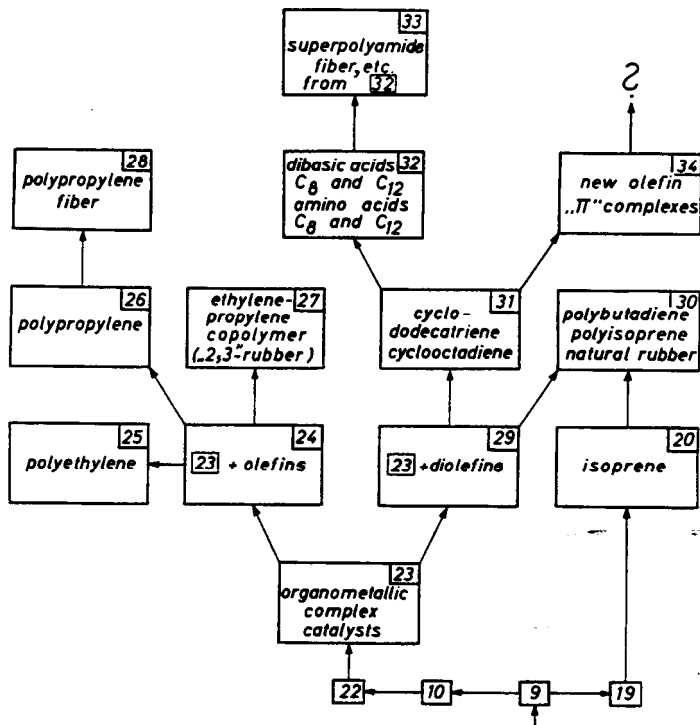 33
superpolyamide
fiber, etc.
from 32
?
28
polypropylene
fiber
32
dibasic acids
C8 and C12
amino acids
C8 and C12
34
new olefin
„π" complexes
26
polypropylene
27
ethylene-
propylene
copolymer
(„2,3"-rubber)
31
cyclo-
dodecatriene
cyclooctadiene
30
polybutadiene
polyisoprene
natural rubber
25
polyethylene
24
23 + olefins
29
23 +diolefins
20
isoprene
23
organometallic
complex
catalysts
22
10
9
19